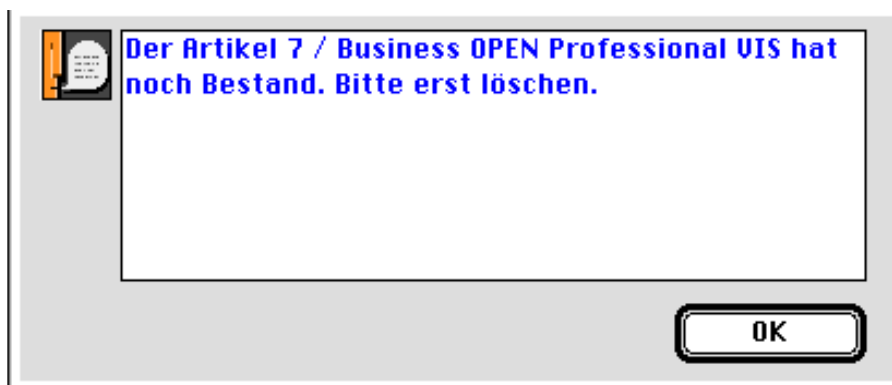 Der Artikel 7 / Business OPEN Professional VIS hat
noch Bestand. Bitte erst löschen.
OK